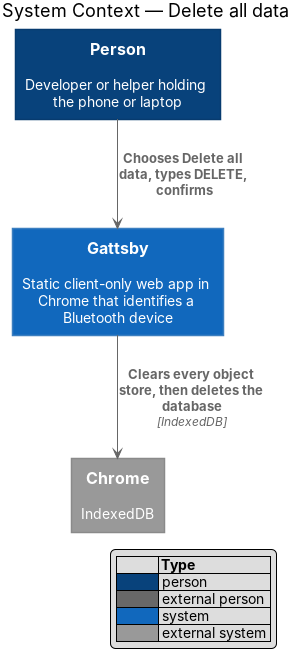 System Context — Delete all data
Person
Developer or helper holding
the phone or laptop
Chooses Delete all
data, types DELETE,
confirms
Gattsby
Static client-only web app in
Chrome that identifies a
Bluetooth device
Clears every object
store, then deletes the
database
[IndexedDB]
Chrome
IndexedDB
Type
person
external person
system
external system